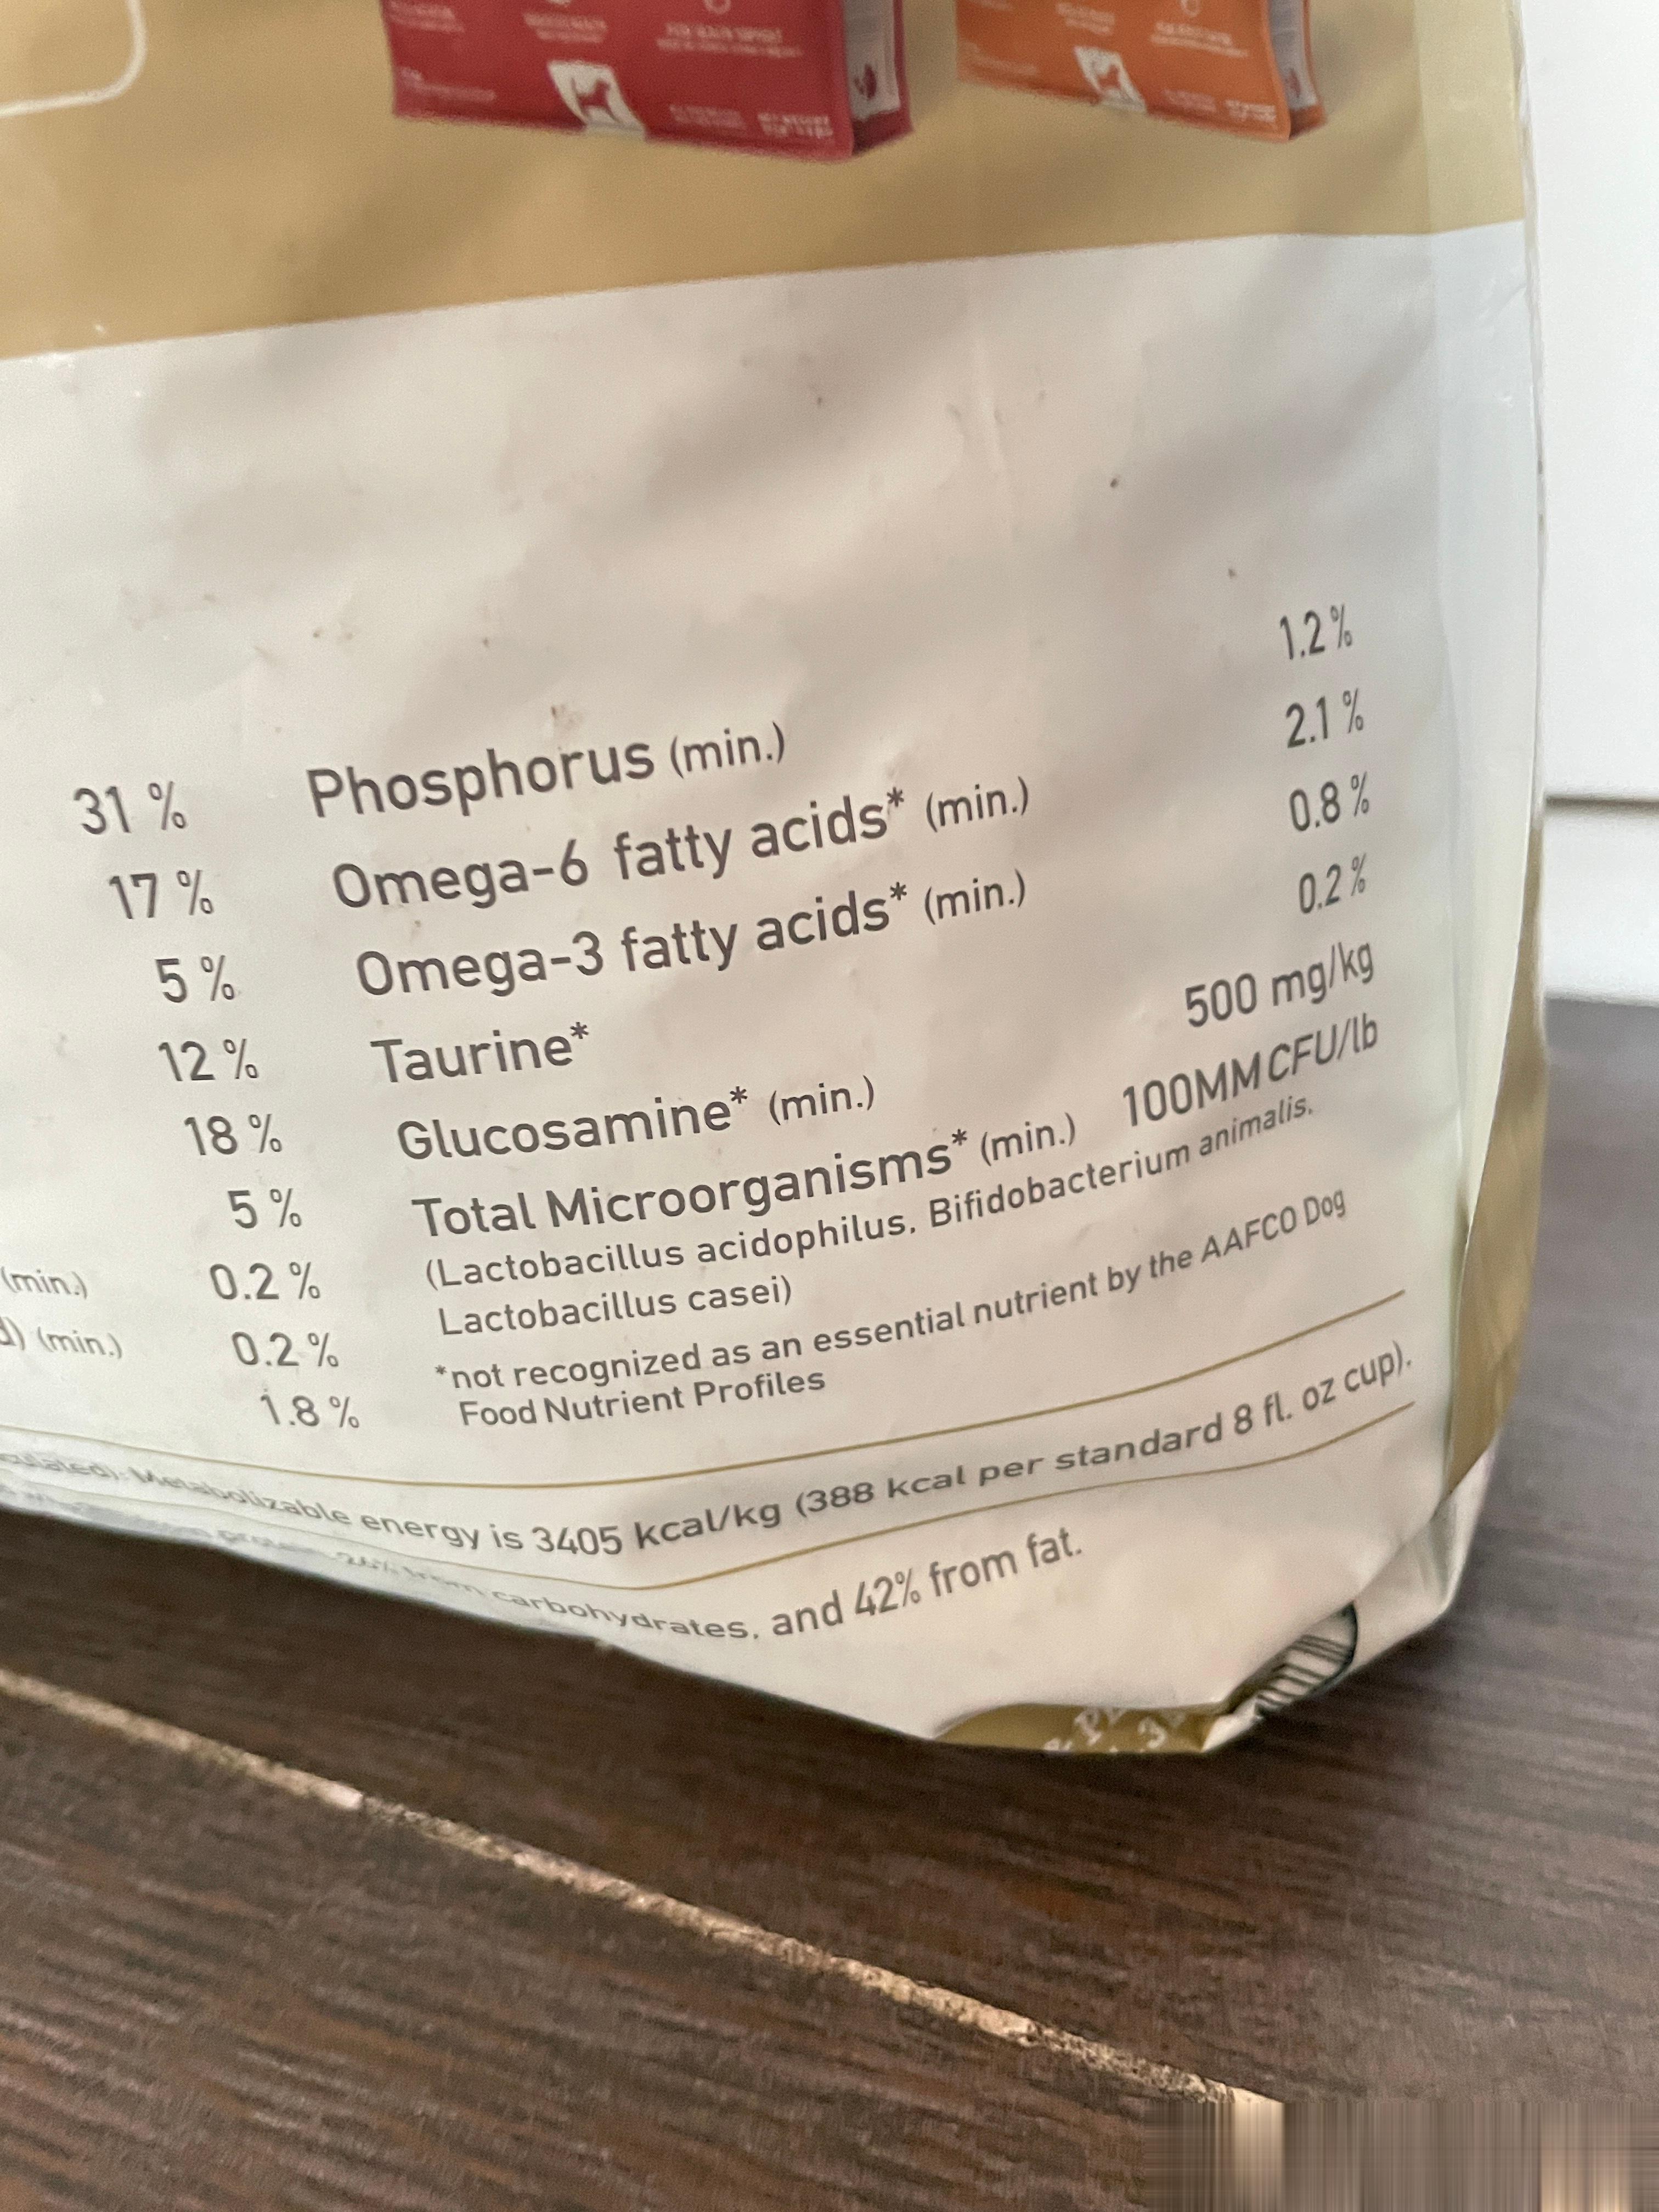 31 % Phosphorus (min.) 1.2 %
17 % Omega-6 fatty acids* (min.) 2.1 %
5 % Omega-3 fatty acids* (min.) 0.8 %
12 % Taurine* 0.2 %
18 % Glucosamine* (min.) 500 mg/kg
5 % Total Microorganisms* (min.) 100MM CFU/lb
(min.) 0.2 % (Lactobacillus acidophilus, Bifidobacterium animalis,
Lactobacillus casei)
(min.) 0.2 % *not recognized as an essential nutrient by the AAFCO Dog
1.8 % Food Nutrient Profiles
Metabolizable energy is 3405 kcal/kg (388 kcal per standard 8 fl. oz cup),
from carbohydrates, and 42% from fat.